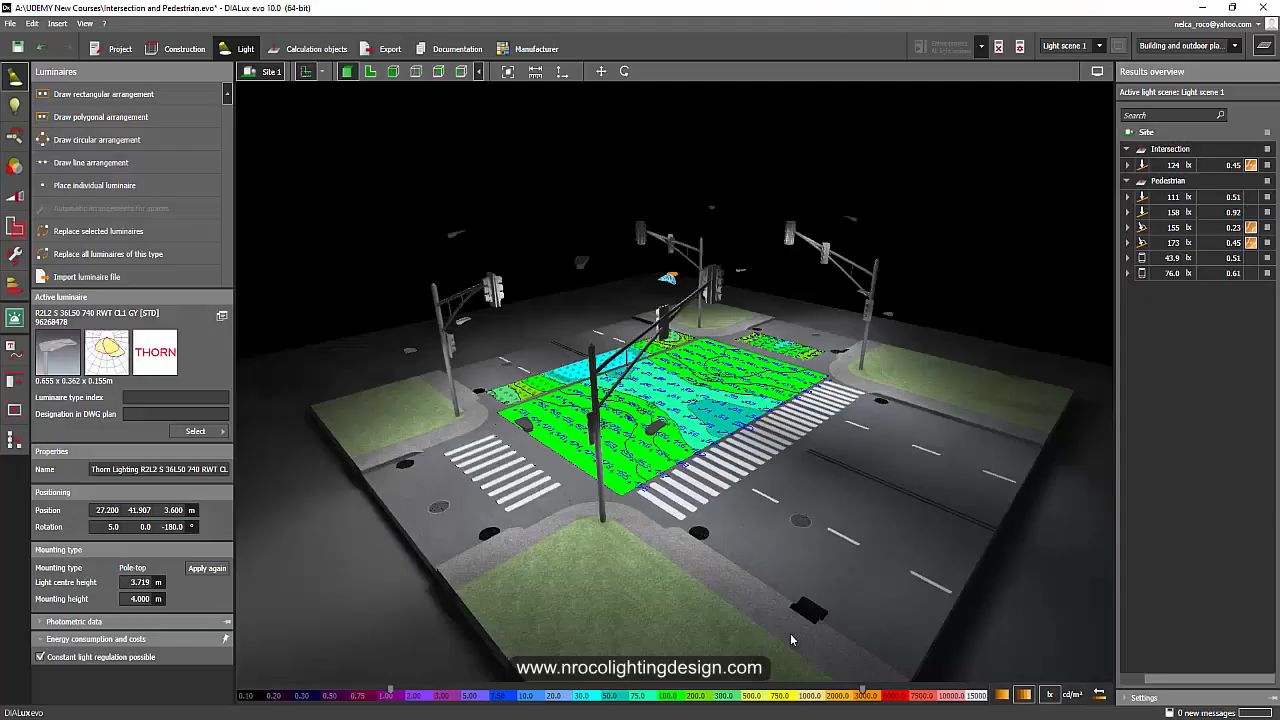 A:\UDEMY New Courses\Intersection and Pedestrian.evo* - DIALux evo 10.0 (64-bit)
File Edit Insert View ?
nelca_roco@yahoo.com
Project Construction Light Calculation objects Export Documentation Manufacturer
Light scene 1 Building and outdoor pla...
Luminaires
Site 1
Results overview
Draw rectangular arrangement
Active light scene: Light scene 1
Draw polygonal arrangement
Search
Draw circular arrangement
Site
Draw line arrangement
Intersection
124 lx 0.45
Place individual luminaire
Pedestrian
111 lx 0.51
Automatic arrangements for spaces
158 lx 0.92
Replace selected luminaires
155 lx 0.23
173 lx 0.45
Replace all luminaires of this type
43.9 lx 0.51
Import luminaire file
76.0 lx 0.61
Active luminaire
R2L2 S 36L50 740 RWT CL1 GY [STD]
96268478
THORN
0.655 x 0.362 x 0.155m
Luminaire type index
Designation in DWG plan
Select
Properties
Name Thorn Lighting R2L2 S 36L50 740 RWT CL
Positioning
Position 27.200 41.907 3.600 m
Rotation 5.0 0.0 -180.0 °
Mounting type
Mounting type Pole-top Apply again
Light centre height 3.719 m
Mounting height 4.000 m
Photometric data
Energy consumption and costs
Constant light regulation possible
www.nrocolightingdesign.com
0.10 0.20 0.30 0.50 0.75 1.00 2.00 3.00 5.00 7.50 10.0 20.0 30.0 50.0 75.0 100.0 200.0 300.0 500.0 750.0 1000.0 2000.0 3000.0 5000.0 7500.0 10000.0 15000 lx cd/m²
Settings
DIALuxevo
0 new messages